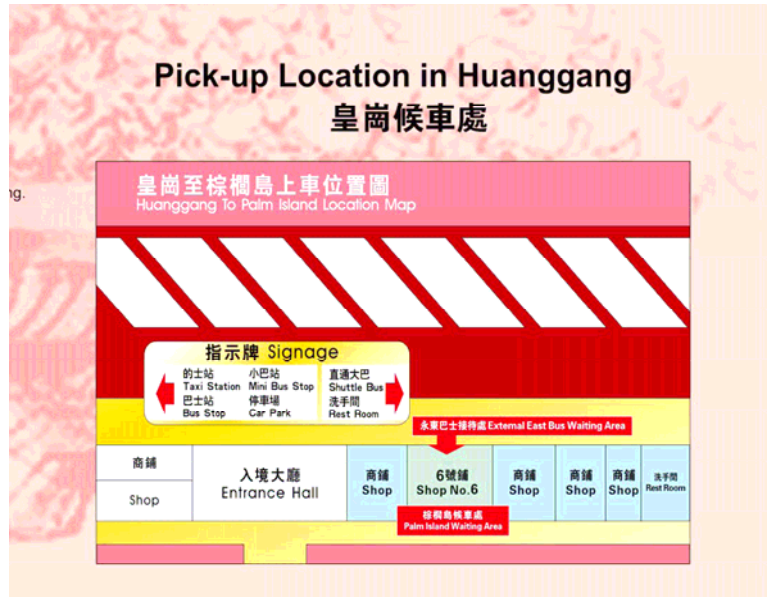 Pick-up Location in Huanggang
皇崗候車處
ng.
皇崗至棕櫚島上車位置圖
Huanggang To Palm Island Location Map
指示牌 Signage
的士站 小巴站 直通大巴
Taxi Station Mini Bus Stop Shuttle Bus
巴士站 停車場 洗手間
Bus Stop Car Park Rest Room
永東巴士接待處 External East Bus Waiting Area
商鋪
Shop
入境大廳
Entrance Hall
商鋪
Shop
6號鋪
Shop No.6
商鋪
Shop
商鋪
Shop
商鋪
Shop
洗手間
Rest Room
棕櫚島候車處
Palm Island Waiting Area